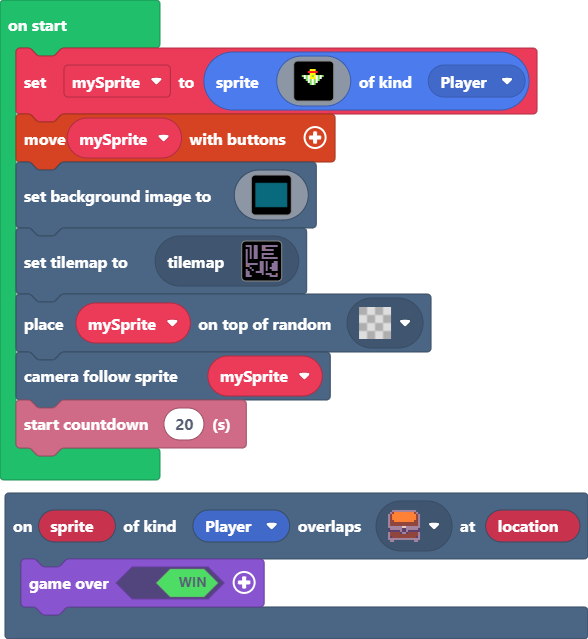 on start
set mySprite to sprite of kind Player
move mySprite with buttons
set background image to
set tilemap to tilemap
place mySprite on top of random
camera follow sprite mySprite
start countdown 20 (s)
on sprite of kind Player overlaps at location
game over WIN